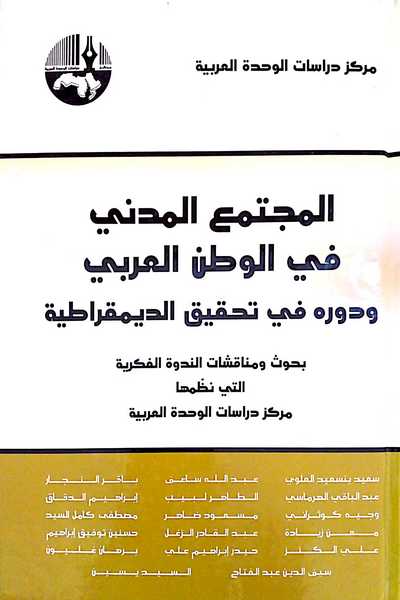 مركز دراسات الوحدة العربية
المجتمع المدني
في الوطن العربي
ودوره في تحقيق الديمقراطية
بحوث ومناقشات الندوة الفكرية
التي نظمها
مركز دراسات الوحدة العربية
سعيد بنسعيد العلوي عبد الله ساعف باقر النجار
عبد الباقي الهرماسي الطاهر لبيب إبراهيم الدقاق
وجيه كوثراني مسعود ضاهر مصطفى كامل السيد
معن زيادة عبد القادر الزغل حسنين توفيق إبراهيم
علي الكنز حيدر إبراهيم علي برهان غليون
سيف الدين عبد الفتاح السيد يسين